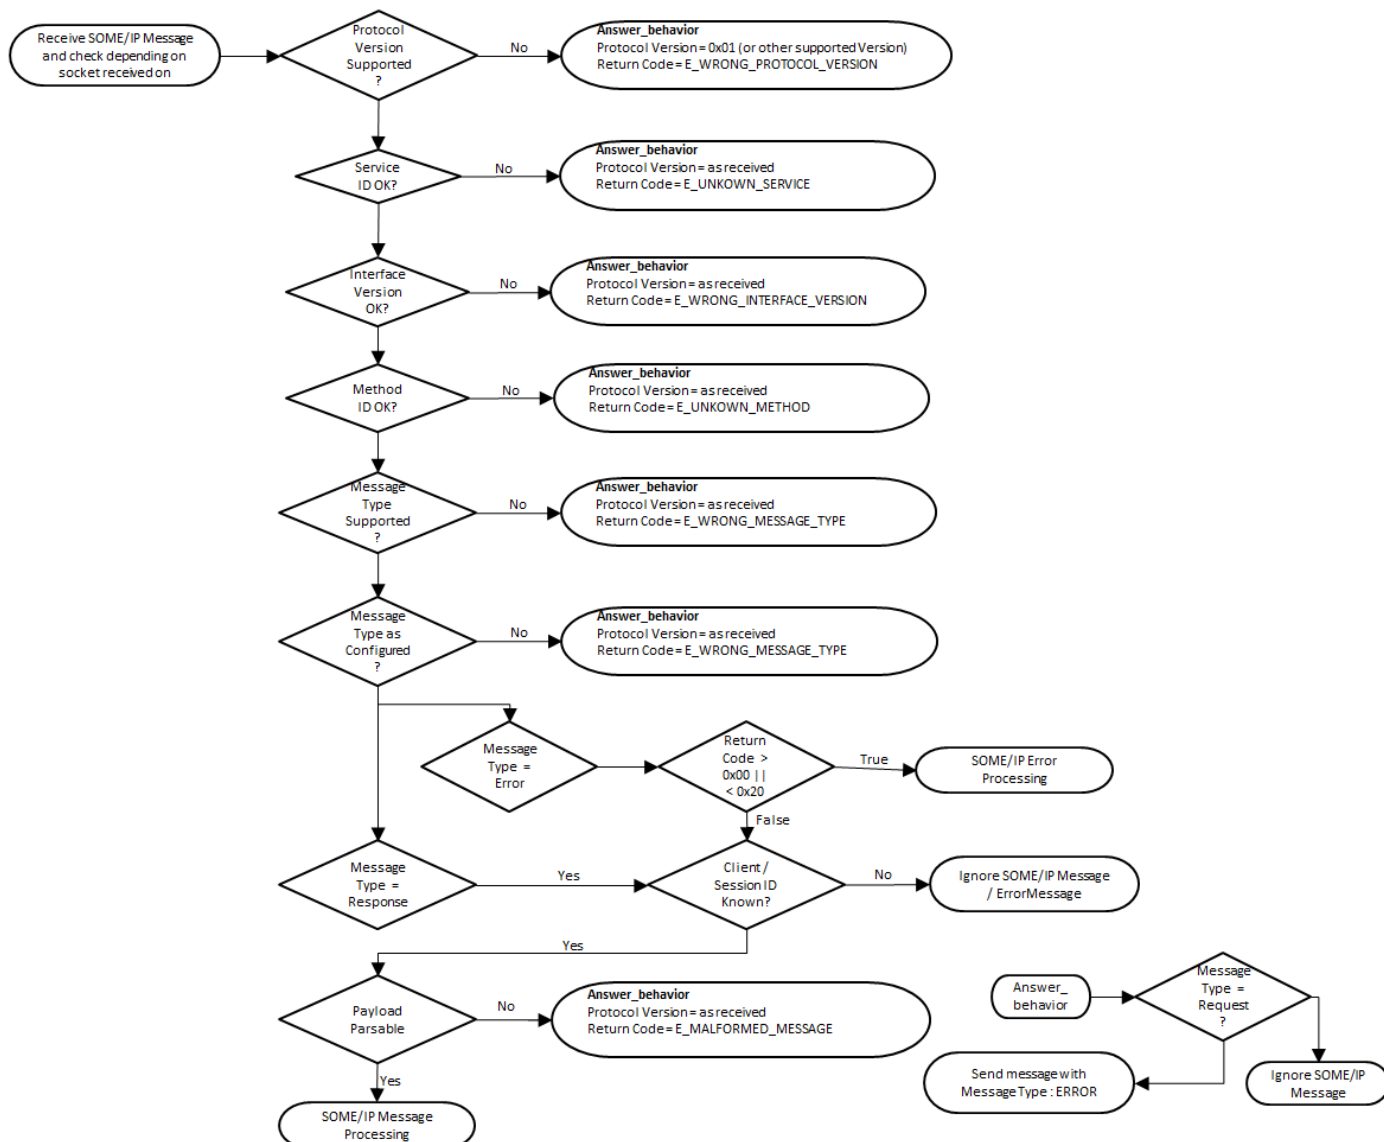 Receive SOME/IP Message
and check depending on
socket received on
Protocol
Version
Supported
?
No
Answer_behavior
Protocol Version = 0x01 (or other supported Version)
Return Code = E_WRONG_PROTOCOL_VERSION
Service
ID OK?
No
Answer_behavior
Protocol Version = as received
Return Code = E_UNKOWN_SERVICE
Interface
Version
OK?
No
Answer_behavior
Protocol Version = as received
Return Code = E_WRONG_INTERFACE_VERSION
Method
ID OK?
No
Answer_behavior
Protocol Version = as received
Return Code = E_UNKOWN_METHOD
Message
Type
Supported
?
No
Answer_behavior
Protocol Version = as received
Return Code = E_WRONG_MESSAGE_TYPE
Message
Type as
Configured
?
No
Answer_behavior
Protocol Version = as received
Return Code = E_WRONG_MESSAGE_TYPE
Message
Type =
Error
Return
Code >
0x00 ||
< 0x20
True
SOME/IP Error
Processing
False
Message
Type =
Response
Yes
Client /
Session ID
Known?
No
Ignore SOME/IP Message
/ ErrorMessage
Yes
Payload
Parsable
No
Answer_behavior
Protocol Version = as received
Return Code = E_MALFORMED_MESSAGE
Yes
SOME/IP Message
Processing
Answer_
behavior
Message
Type =
Request
?
Send message with
Message Type : ERROR
Ignore SOME/IP
Message